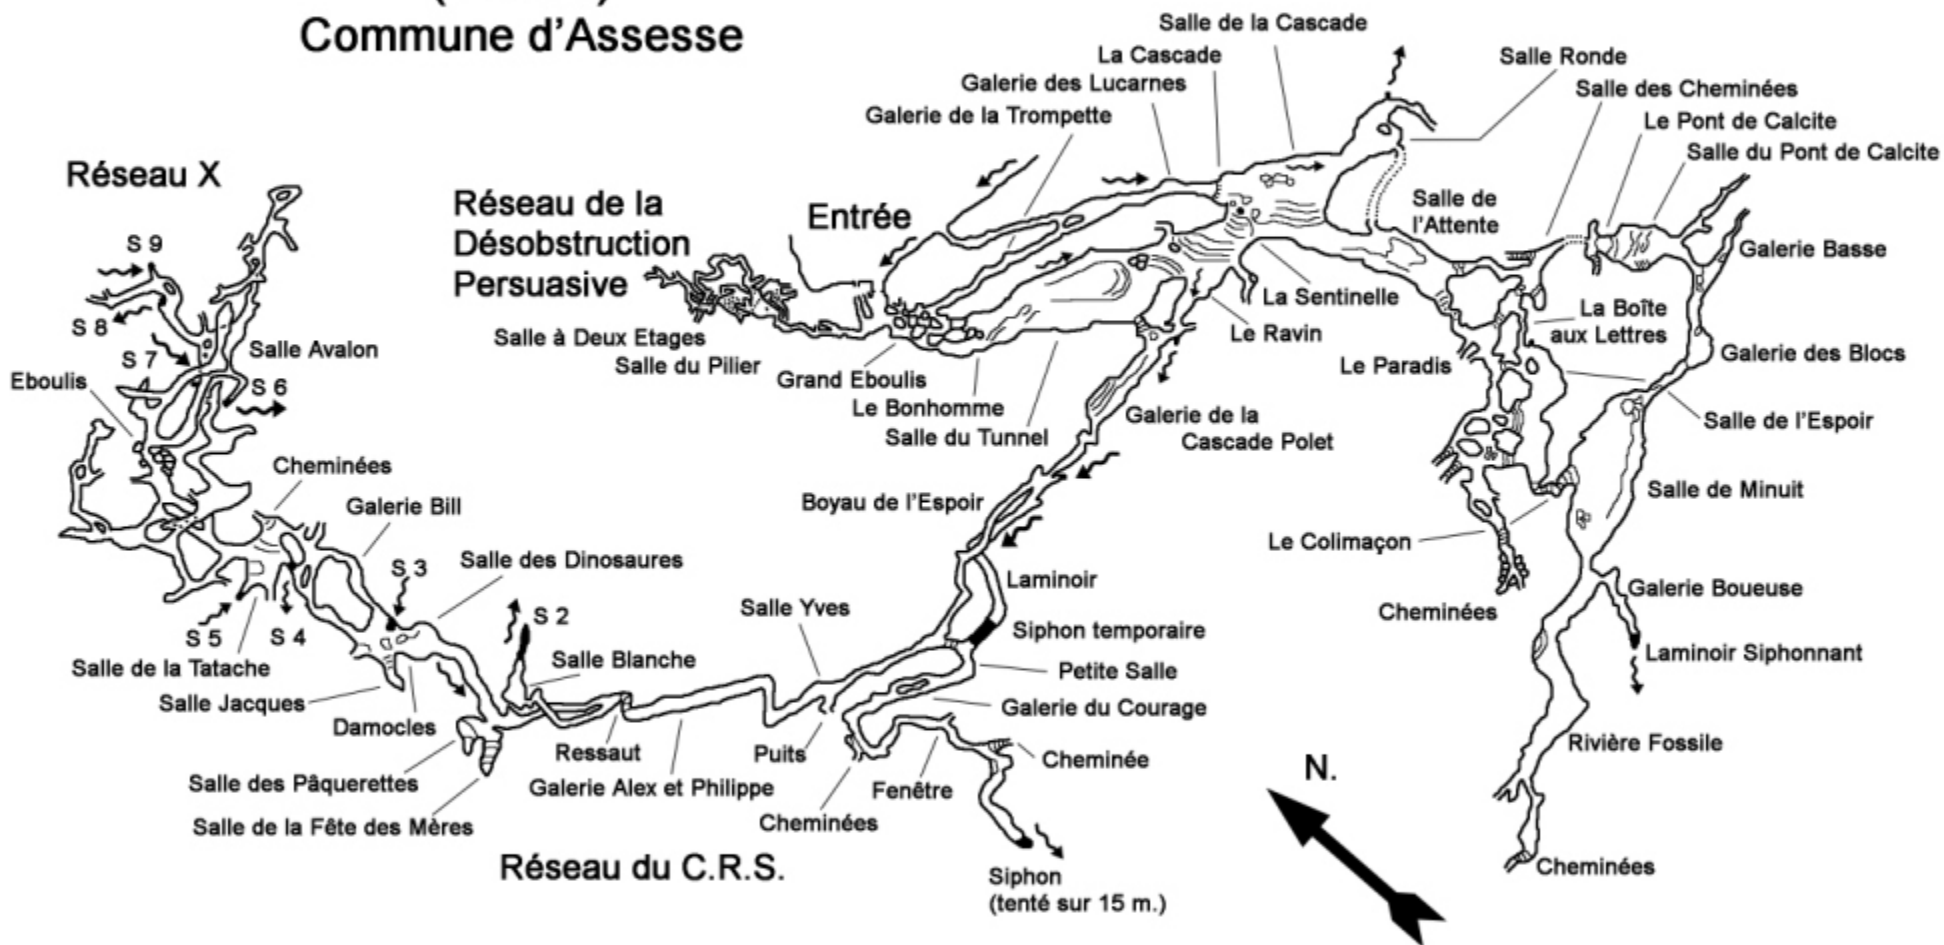 Commune d'Assesse
Salle de la Cascade
La Cascade
Galerie des Lucarnes
Galerie de la Trompette
Salle Ronde
Salle des Cheminées
Le Pont de Calcite
Salle du Pont de Calcite
Réseau X
Réseau de la
Désobstruction
Persuasive
Entrée
Salle de
l'Attente
Galerie Basse
S 9
S 8
S 7
S 6
Salle Avalon
Eboulis
Salle à Deux Etages
Salle du Pilier
Grand Eboulis
Le Bonhomme
Salle du Tunnel
La Sentinelle
Le Ravin
La Boîte
aux Lettres
Le Paradis
Galerie des Blocs
Salle de l'Espoir
Galerie de la
Cascade Polet
Cheminées
Galerie Bill
Boyau de l'Espoir
Salle de Minuit
Le Colimaçon
Salle des Dinosaures
S 3
Laminoir
Galerie Boueuse
Cheminées
Salle Yves
S 2
Siphon temporaire
S 5
S 4
Salle de la Tatache
Salle Blanche
Petite Salle
Laminoir Siphonnant
Salle Jacques
Damocles
Galerie du Courage
Ressaut
Puits
Cheminée
Rivière Fossile
N.
Salle des Pâquerettes
Galerie Alex et Philippe
Fenêtre
Salle de la Fête des Mères
Cheminées
Réseau du C.R.S.
Cheminées
Siphon
(tenté sur 15 m.)